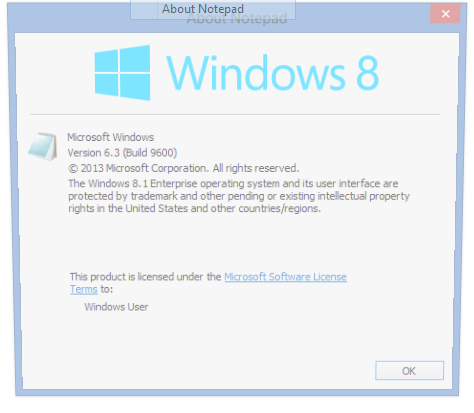 About Notepad
About Notepad
Windows 8
Microsoft Windows
Version 6.3 (Build 9600)
© 2013 Microsoft Corporation. All rights reserved.
The Windows 8.1 Enterprise operating system and its user interface are
protected by trademark and other pending or existing intellectual property
rights in the United States and other countries/regions.
This product is licensed under the Microsoft Software License
Terms to:
Windows User
OK